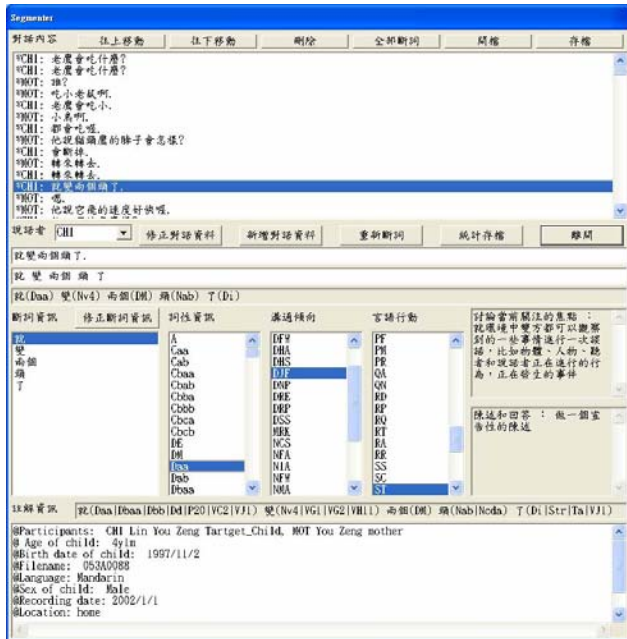 Segmenter
對話內容 往上移動 往下移動 刪除 全部斷詞 開檔 存檔
*CHI: 老鷹會吃什麼?
*CHI: 老鷹會吃什麼?
*MOT: 誰?
*MOT: 吃小老鼠啊.
*CHI: 老鷹會吃小.
*MOT: 小鳥啊.
*CHI: 都會吃喔.
*MOT: 他說貓頭鷹的脖子會怎樣?
*CHI: 會斷掉.
*MOT: 轉來轉去.
*CHI: 轉來轉去.
*CHI: 就變兩個頭了.
*MOT: 嗯.
*MOT: 他說它飛的速度好快喔.
說話者 CHI 修正對話資料 新增對話資料 重新斷詞 統計存檔 離開
就變兩個頭了.
就 變 兩個 頭 了
就(Daa) 變(Nv4) 兩個(DM) 頭(Nab) 了(Di)
斷詞資訊 修正斷詞資訊 詞性資訊 溝通傾向 言語行動
就
變
兩個
頭
了
A
Caa
Cab
Cbaa
Cbab
Cbba
Cbbb
Cbca
Cbcb
DE
DM
Daa
Dab
Dbaa
DFW
DHA
DHS
DJF
DNP
DRE
DRP
DSS
MRK
NCS
NFA
NIA
NFW
NMA
PF
PM
PR
QA
QN
RD
RP
RQ
RT
RA
RR
SS
SC
ST
討論當前關注的焦點 :
就環境中雙方都可以觀察
到的一些事情進行一次談
話，比如物體、人物、聽
者和說話者正在進行的行
為，正在發生的事件
陳述和回答 : 做一個宣
告性的陳述
註解資訊 就(Daa|Dbaa|Dbb|Dd|P20|VC2|VJ1) 變(Nv4|VG1|VG2|VH11) 兩個(DM) 頭(Nab|Ncda) 了(Di|Str|Ta|VJ1)
@Participants: CHI Lin You Zeng Tartget_Child, MOT You Zeng mother
@ Age of child: 4y1m
@Birth date of child: 1997/11/2
@Filename: 053A0088
@Language: Mandarin
@Sex of child: Male
@Recording date: 2002/1/1
@Location: home